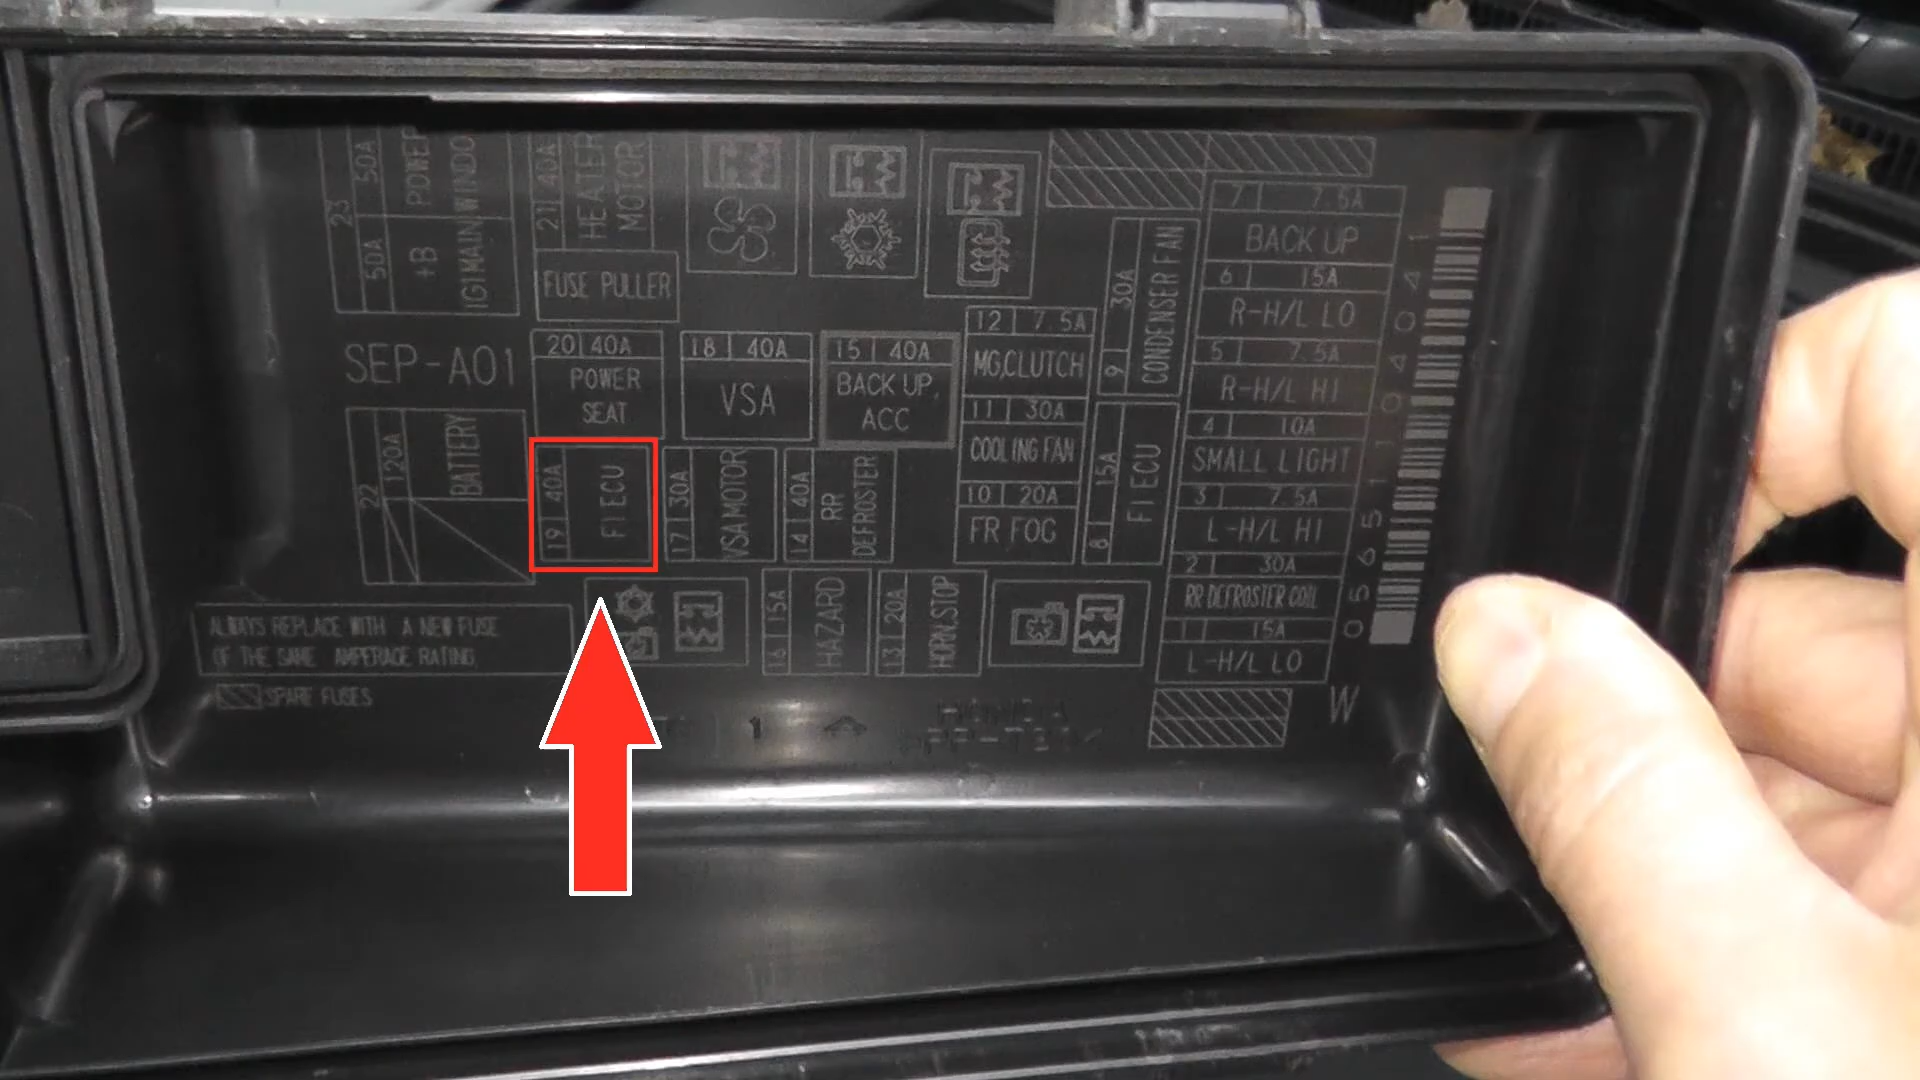 23
50A
POWER WINDOW
50A
+B IG1 MAIN
21 40A
HEATER MOTOR
FUSE PULLER
SEP-A01
20 40A
POWER
SEAT
18 40A
VSA
15 40A
BACK UP,
ACC
22 120A
BATTERY
19 40A
FI ECU
17 30A
VSA MOTOR
14 40A
RR
DEFROSTER
16 15A
HAZARD
13 20A
HORN,STOP
12 7.5A
MG,CLUTCH
11 30A
COOLING FAN
10 20A
FR FOG
9 30A
CONDENSER FAN
8 15A
FI ECU
7 7.5A
BACK UP
6 15A
R-H/L LO
5 7.5A
R-H/L HI
4 10A
SMALL LIGHT
3 7.5A
L-H/L HI
2 30A
RR DEFROSTER COIL
1 15A
L-H/L LO
W
ALWAYS REPLACE WITH A NEW FUSE
OF THE SAME AMPERAGE RATING.
SPARE FUSES
1
HONDA